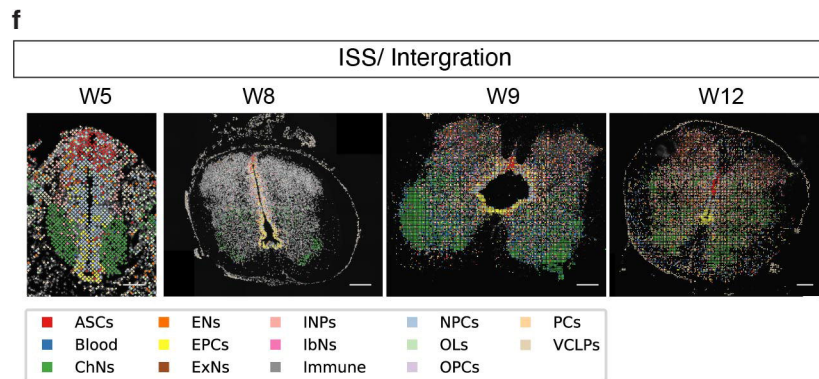 f
ISS/ Intergration
W5 W8 W9 W12
ASCs ENs INPs NPCs PCs
Blood EPCs IbNs OLs VCLPs
ChNs ExNs Immune OPCs